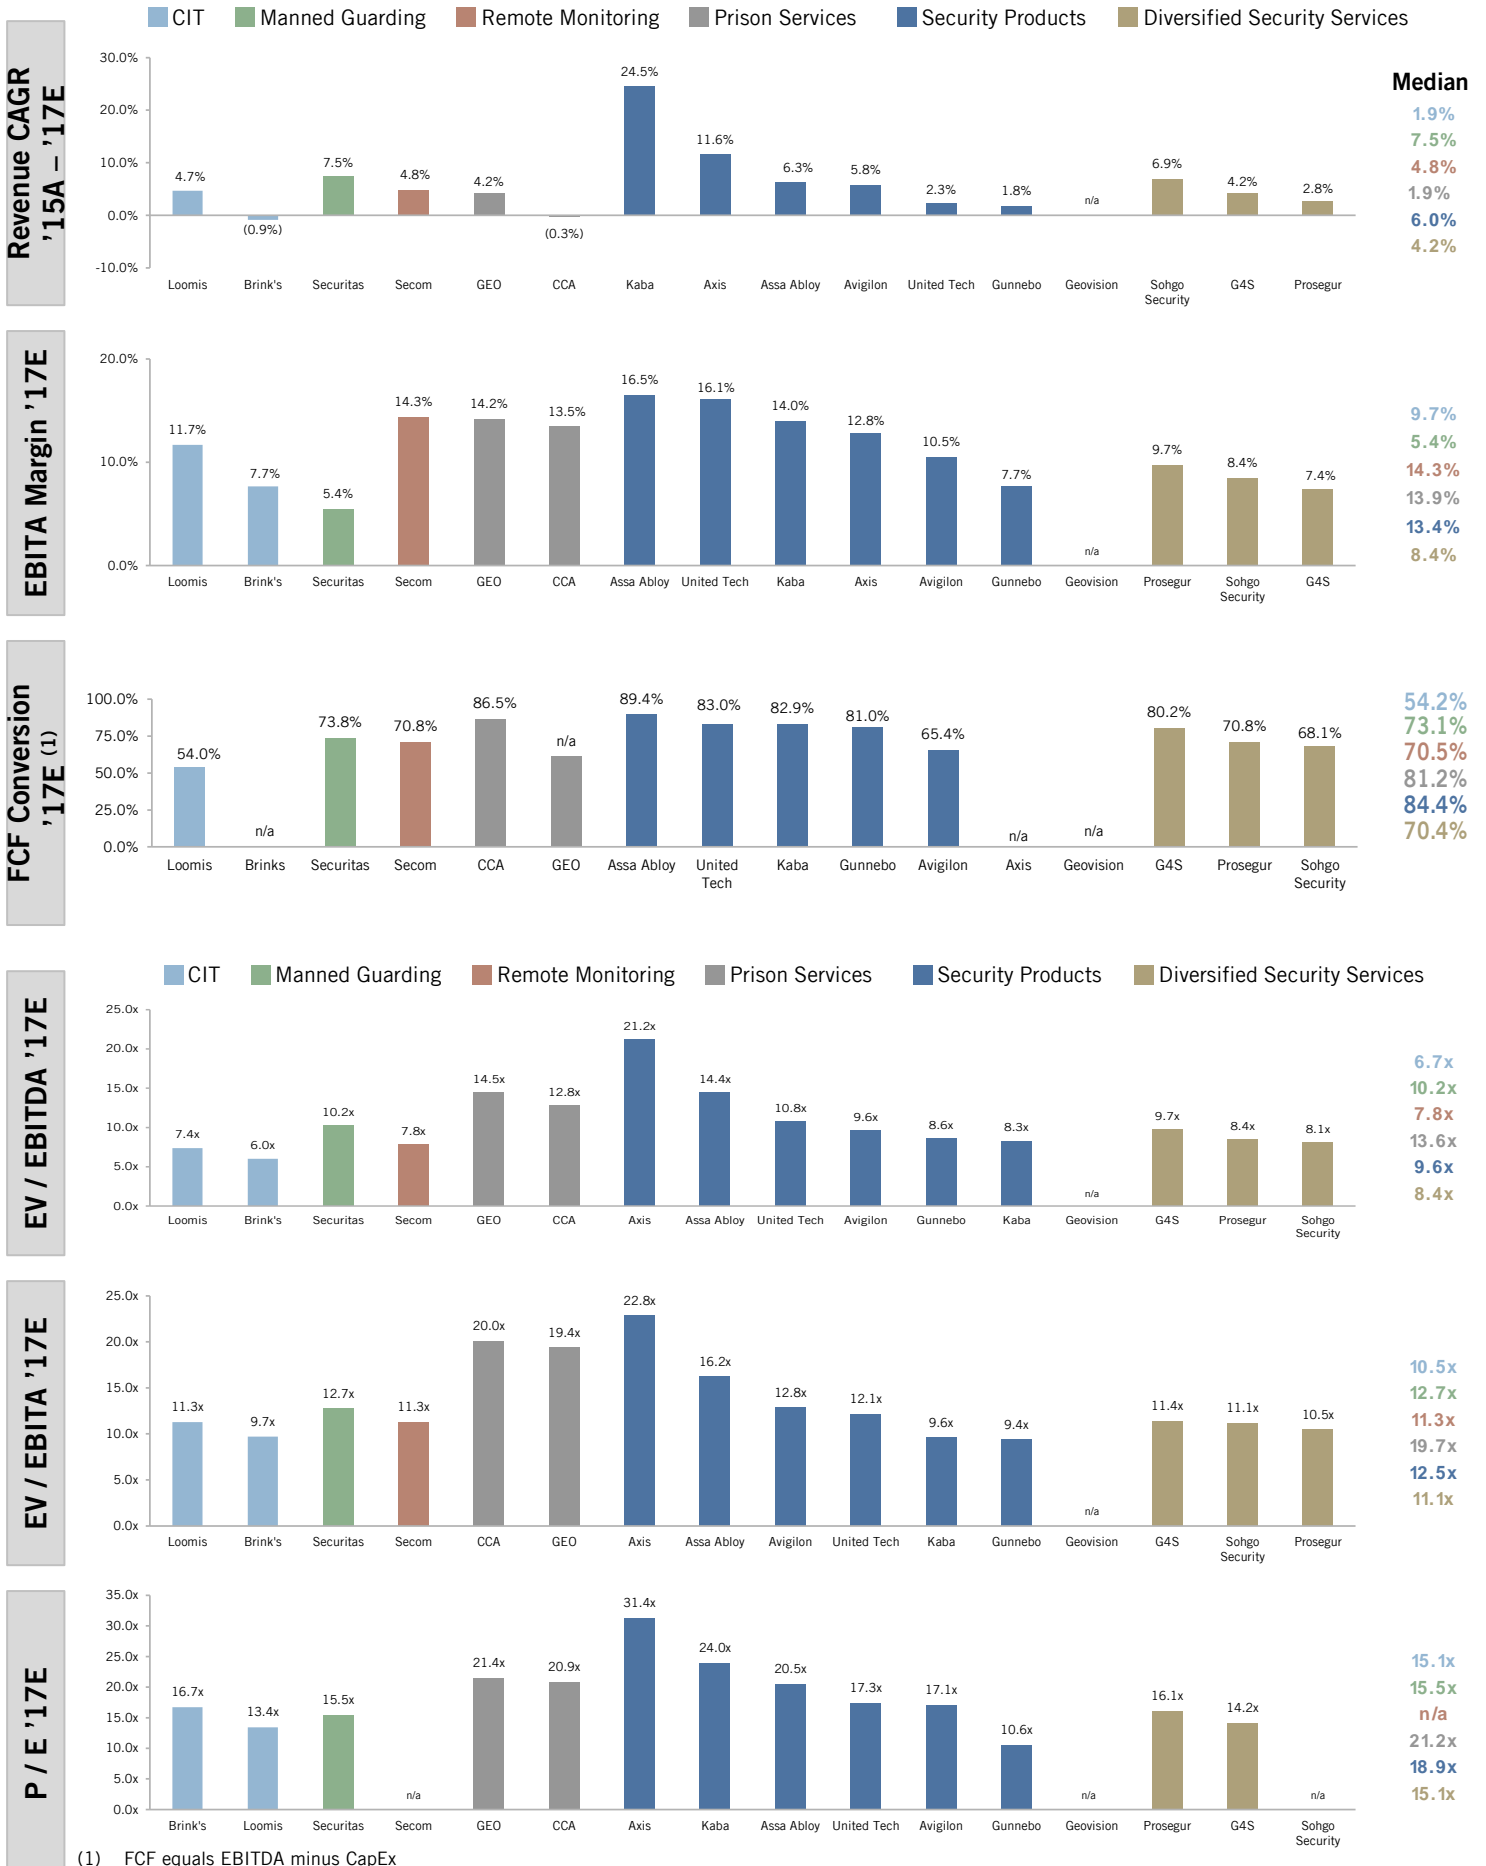 CIT Manned Guarding Remote Monitoring Prison Services Security Products Diversified Security Services
Revenue CAGR
'15A – '17E
30.0%
20.0%
10.0%
0.0%
-10.0%
4.7% (0.9%) 7.5% 4.8% 4.2% (0.3%) 24.5% 11.6% 6.3% 5.8% 2.3% 1.8% n/a 6.9% 4.2% 2.8%
Loomis Brink's Securitas Secom GEO CCA Kaba Axis Assa Abloy Avigilon United Tech Gunnebo Geovision Sohgo Security G4S Prosegur
Median
1.9%
7.5%
4.8%
1.9%
6.0%
4.2%
EBITA Margin '17E
20.0%
10.0%
0.0%
11.7% 7.7% 5.4% 14.3% 14.2% 13.5% 16.5% 16.1% 14.0% 12.8% 10.5% 7.7% n/a 9.7% 8.4% 7.4%
Loomis Brink's Securitas Secom GEO CCA Assa Abloy United Tech Kaba Axis Avigilon Gunnebo Geovision Prosegur Sohgo Security G4S
9.7%
5.4%
14.3%
13.9%
13.4%
8.4%
FCF Conversion
'17E (1)
100.0%
75.0%
50.0%
25.0%
0.0%
54.0% n/a 73.8% 70.8% 86.5% n/a 89.4% 83.0% 82.9% 81.0% 65.4% n/a n/a 80.2% 70.8% 68.1%
Loomis Brinks Securitas Secom CCA GEO Assa Abloy United Tech Kaba Gunnebo Avigilon Axis Geovision G4S Prosegur Sohgo Security
54.2%
73.1%
70.5%
81.2%
84.4%
70.4%
CIT Manned Guarding Remote Monitoring Prison Services Security Products Diversified Security Services
EV / EBITDA '17E
25.0x
20.0x
15.0x
10.0x
5.0x
0.0x
7.4x 6.0x 10.2x 7.8x 14.5x 12.8x 21.2x 14.4x 10.8x 9.6x 8.6x 8.3x n/a 9.7x 8.4x 8.1x
Loomis Brink's Securitas Secom GEO CCA Axis Assa Abloy United Tech Avigilon Gunnebo Kaba Geovision G4S Prosegur Sohgo Security
6.7x
10.2x
7.8x
13.6x
9.6x
8.4x
EV / EBITA '17E
25.0x
20.0x
15.0x
10.0x
5.0x
0.0x
11.3x 9.7x 12.7x 11.3x 20.0x 19.4x 22.8x 16.2x 12.8x 12.1x 9.6x 9.4x n/a 11.4x 11.1x 10.5x
Loomis Brink's Securitas Secom CCA GEO Axis Assa Abloy Avigilon United Tech Kaba Gunnebo Geovision G4S Sohgo Security Prosegur
10.5x
12.7x
11.3x
19.7x
12.5x
11.1x
P / E '17E
35.0x
30.0x
25.0x
20.0x
15.0x
10.0x
5.0x
0.0x
16.7x 13.4x 15.5x n/a 21.4x 20.9x 31.4x 24.0x 20.5x 17.3x 17.1x 10.6x n/a 16.1x 14.2x n/a
Brink's Loomis Securitas Secom GEO CCA Axis Kaba Assa Abloy United Tech Avigilon Gunnebo Geovision Prosegur G4S Sohgo Security
15.1x
15.5x
n/a
21.2x
18.9x
15.1x
(1) FCF equals EBITDA minus CapEx